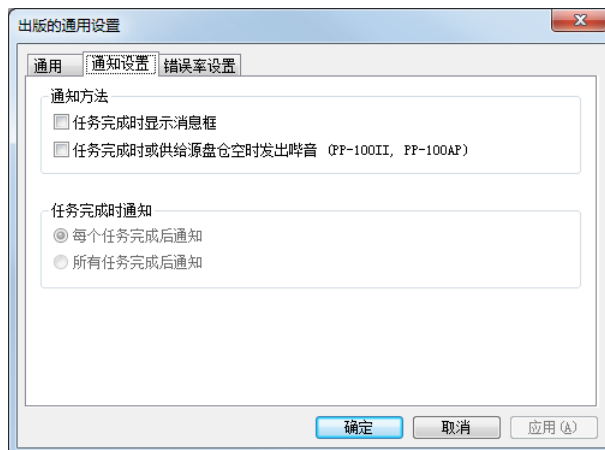 出版的通用设置
通用 通知设置 错误率设置
通知方法
任务完成时显示消息框
任务完成时或供给源盘仓空时发出哔音 (PP-100II, PP-100AP)
任务完成时通知
每个任务完成后通知
所有任务完成后通知
确定 取消 应用(A)